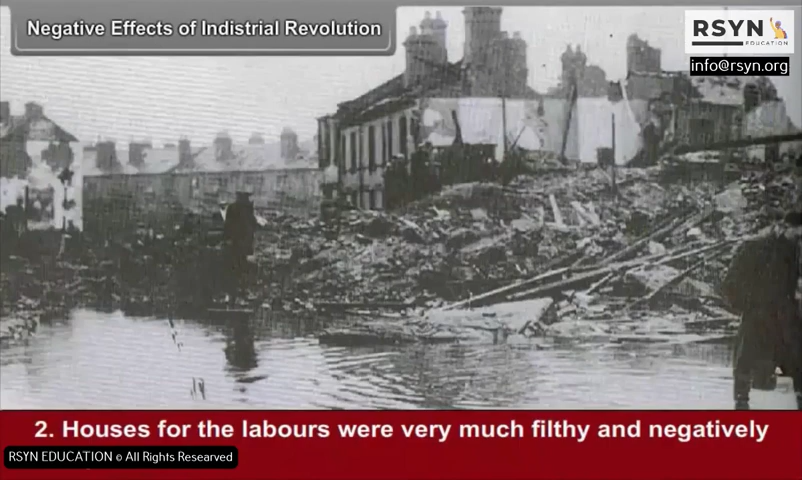 Negative Effects of Indistrial Revolution
RSYN
EDUCATION
info@rsyn.org
2. Houses for the labours were very much filthy and negatively
RSYN EDUCATION © All Rights Researved